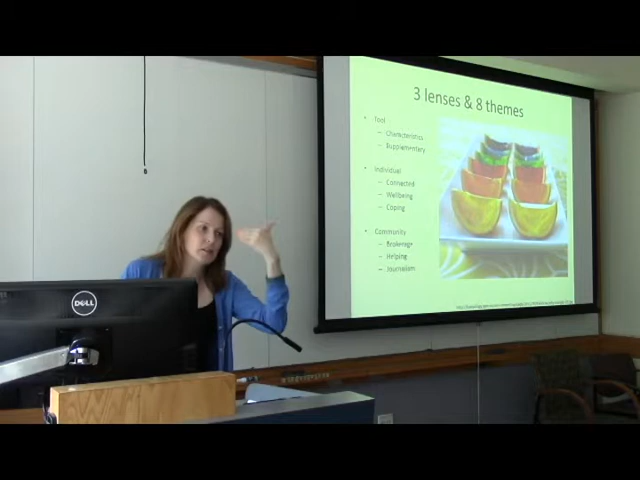 3 lenses & 8 themes
• Tool
– Characteristics
– Supplementary
• Individual
– Connected
– Wellbeing
– Coping
• Community
– Brokerage
– Helping
– Journalism
DELL